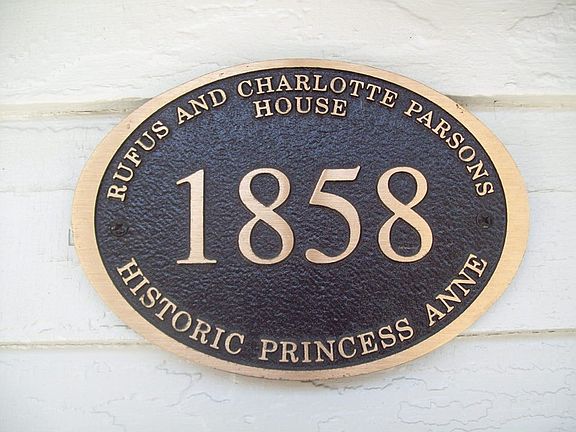 RUFUS AND CHARLOTTE PARSONS
HOUSE
1858
HISTORIC PRINCESS ANNE